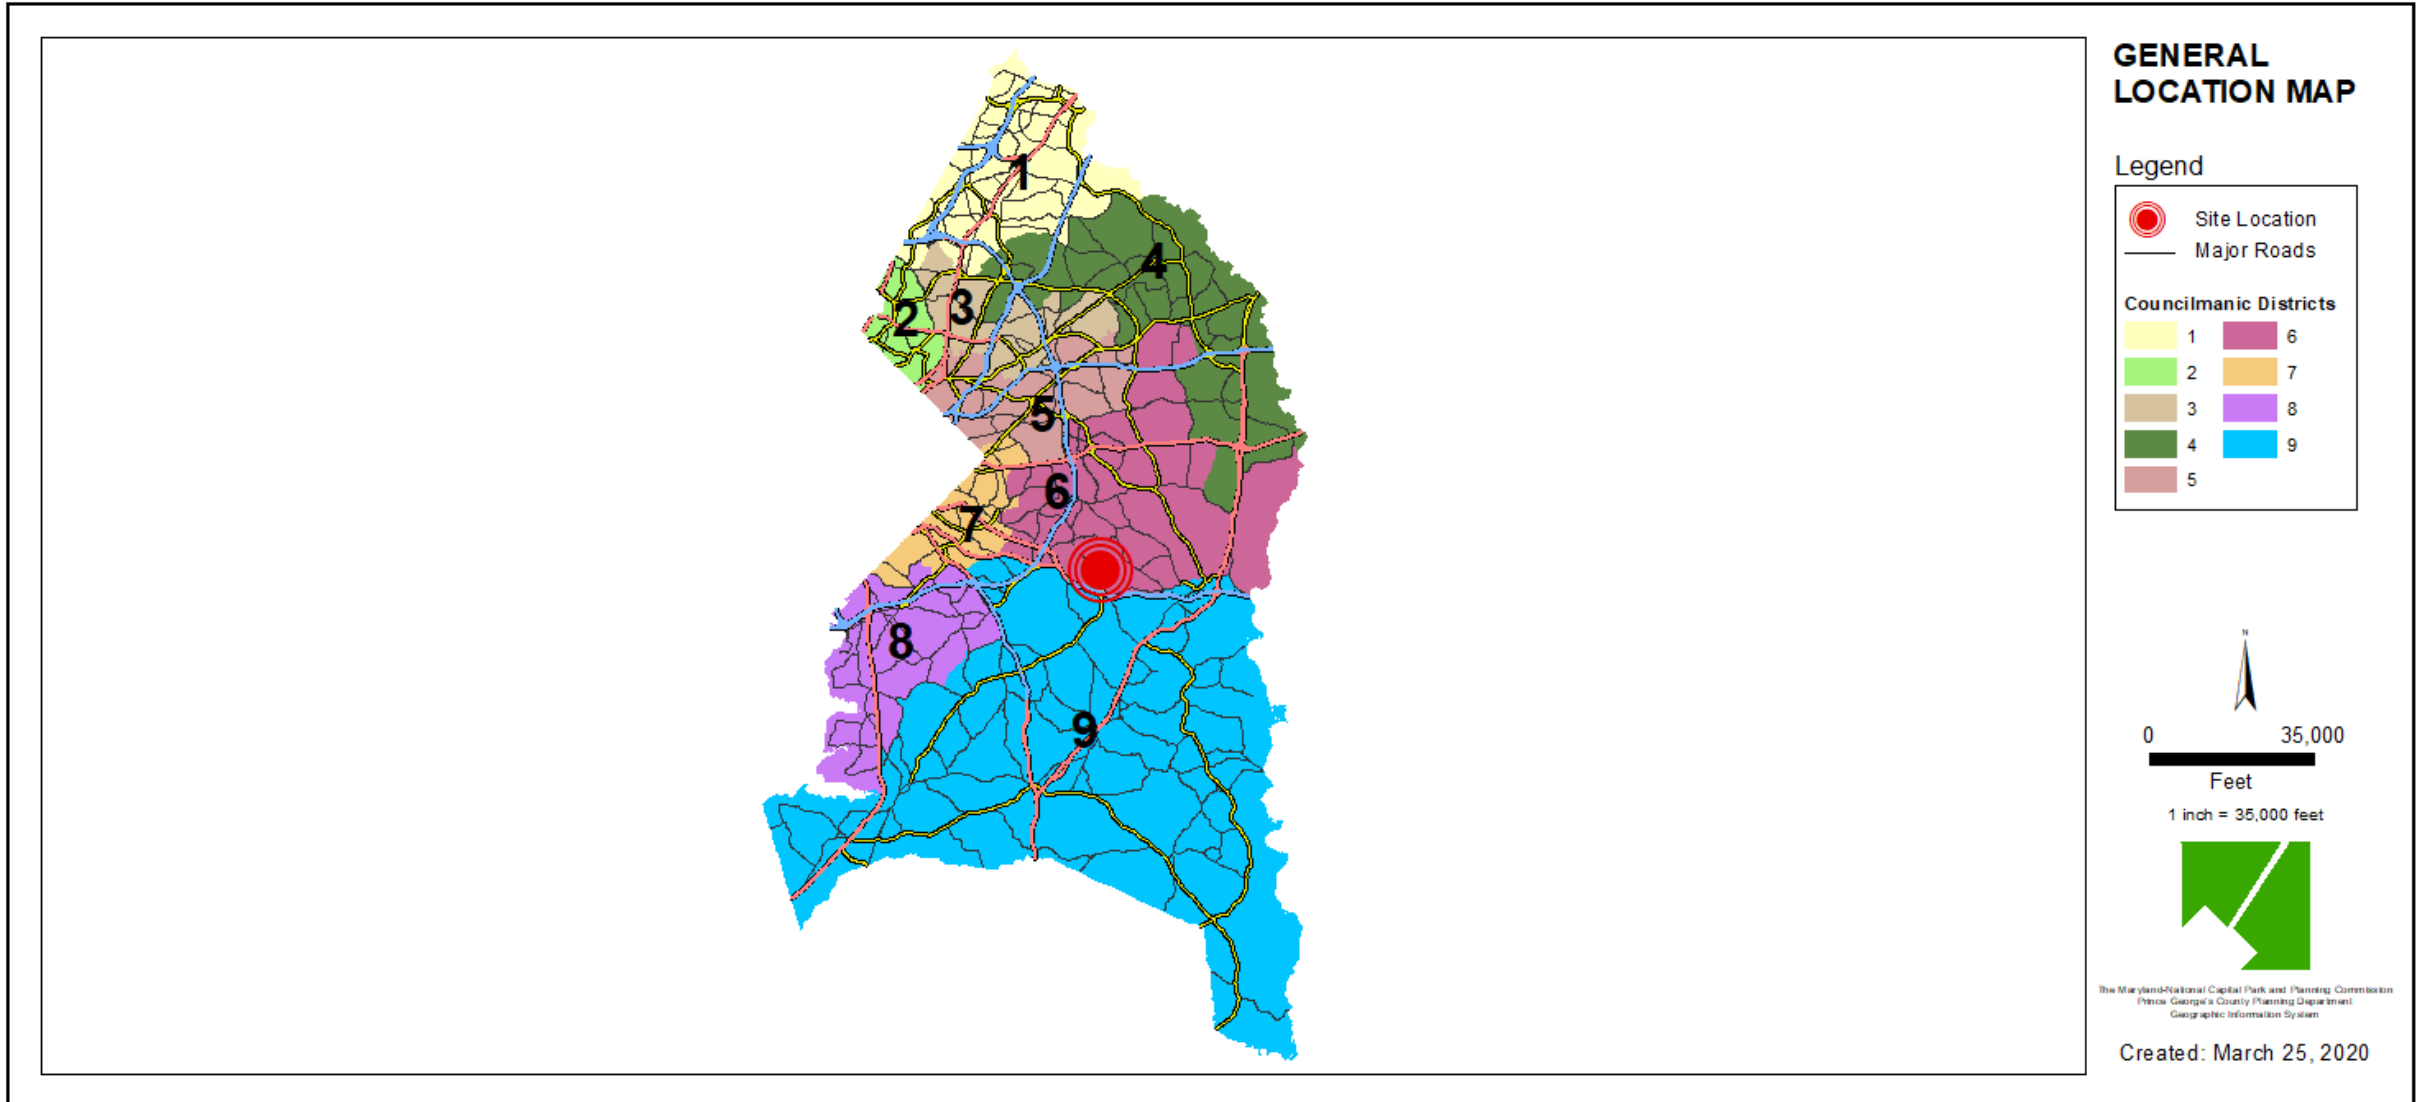 GENERAL
LOCATION MAP
Legend
Site Location
Major Roads
Councilmanic Districts
1 6
2 7
3 8
4 9
5
1
4
2
3
5
6
7
8
9
N
0 35,000
Feet
1 inch = 35,000 feet
The Maryland-National Capital Park and Planning Commission
Prince George's County Planning Department
Geographic Information System
Created: March 25, 2020